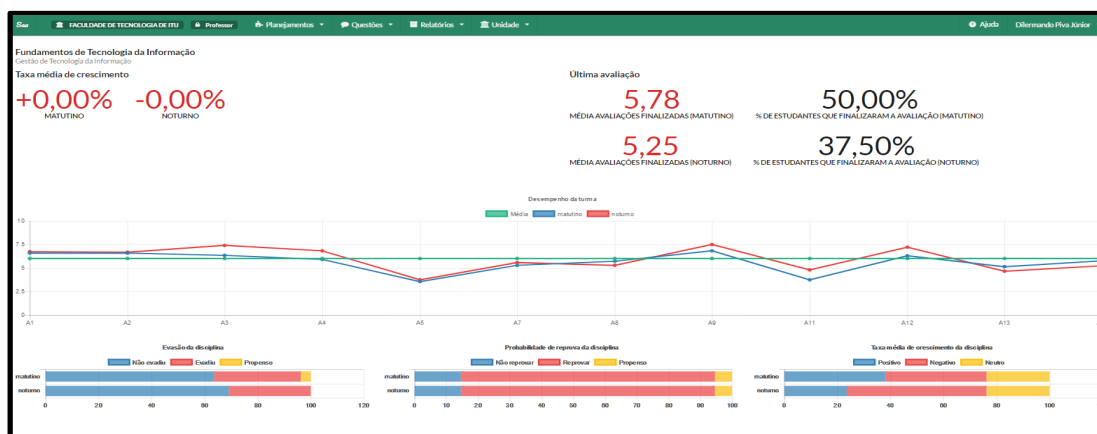 Saa FACULDADE DE TECNOLOGIA DE ITU Professor Planejamentos Questões Relatórios Unidade Ajuda Dilermando Piva Júnior
Fundamentos de Tecnologia da Informação
Gestão de Tecnologia da Informação
Taxa média de crescimento
+0,00% -0,00%
MATUTINO NOTURNO
Última avaliação
5,78 50,00%
MÉDIA AVALIAÇÕES FINALIZADAS (MATUTINO) % DE ESTUDANTES QUE FINALIZARAM A AVALIAÇÃO (MATUTINO)
5,25 37,50%
MÉDIA AVALIAÇÕES FINALIZADAS (NOTURNO) % DE ESTUDANTES QUE FINALIZARAM A AVALIAÇÃO (NOTURNO)
Desempenho da turma
Média matutino noturno
10
7.5
5
2.5
0
A1 A2 A3 A4 A5 A7 A8 A9 A11 A12 A13
Evasão da disciplina
Não evadiu Evadiu Propenso
matutino
noturno
0 20 40 60 80 100 120
Probabilidade de reprova da disciplina
Não reprovar Reprovar Propenso
matutino
noturno
0 10 20 30 40 50 60 70 80 90 100
Taxa média de crescimento da disciplina
Positivo Negativo Neutro
matutino
noturno
0 20 40 60 80 100